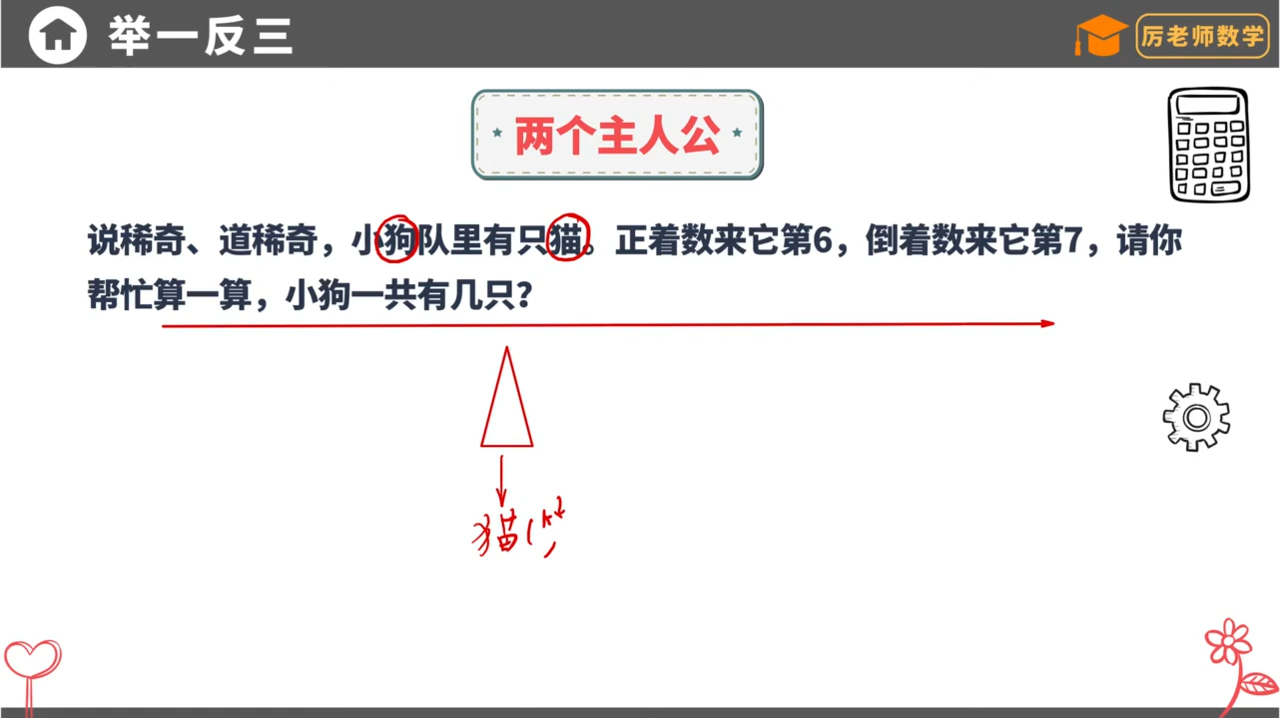 举一反三
厉老师数学
两个主人公
说稀奇、道稀奇，小狗队里有只猫。正着数来它第6，倒着数来它第7，请你
帮忙算一算，小狗一共有几只？
猫